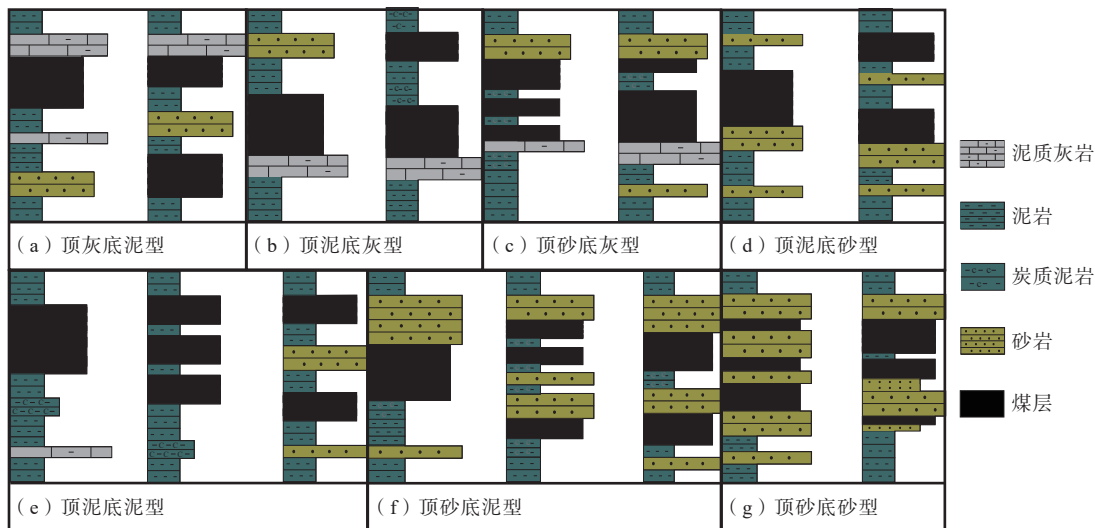 （a）顶灰底泥型
（b）顶泥底灰型
（c）顶砂底灰型
（d）顶泥底砂型
（e）顶泥底泥型
（f）顶砂底泥型
（g）顶砂底砂型
泥质灰岩
泥岩
炭质泥岩
砂岩
煤层